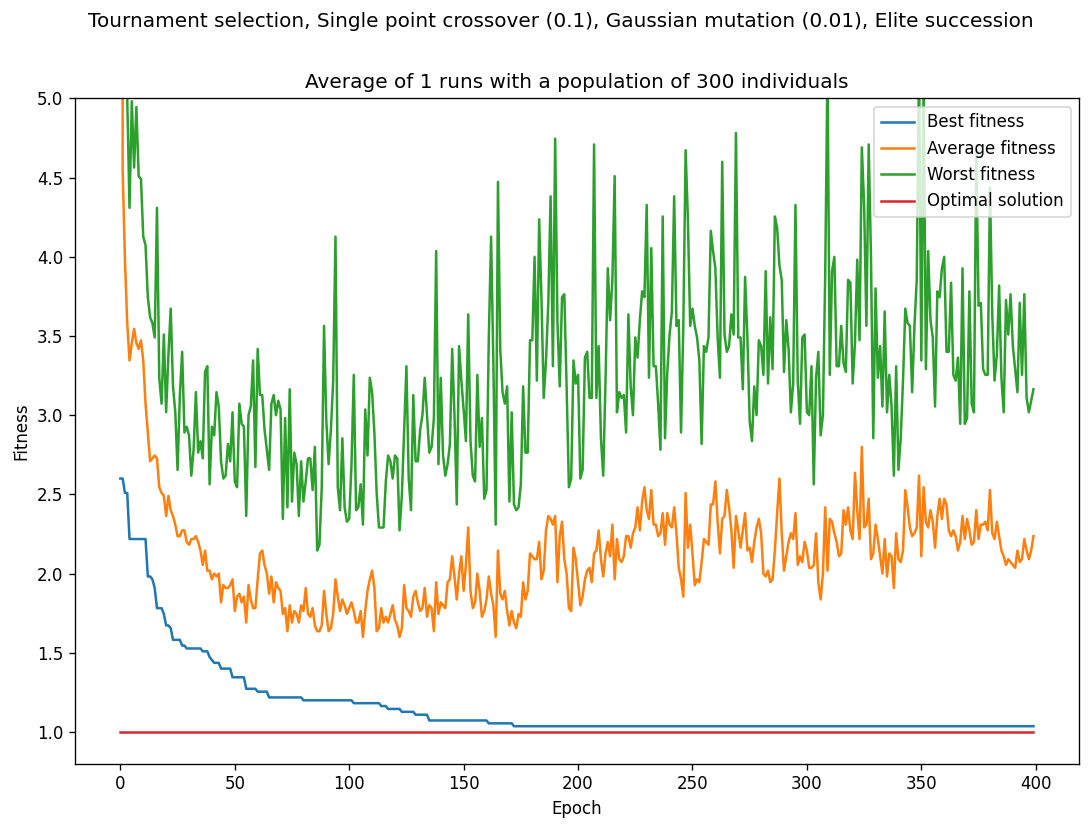 Tournament selection, Single point crossover (0.1), Gaussian mutation (0.01), Elite succession
Average of 1 runs with a population of 300 individuals
5.0
4.5
4.0
3.5
3.0
2.5
2.0
1.5
1.0
Fitness
Best fitness
Average fitness
Worst fitness
Optimal solution
0
50
100
150
200
250
300
350
400
Epoch